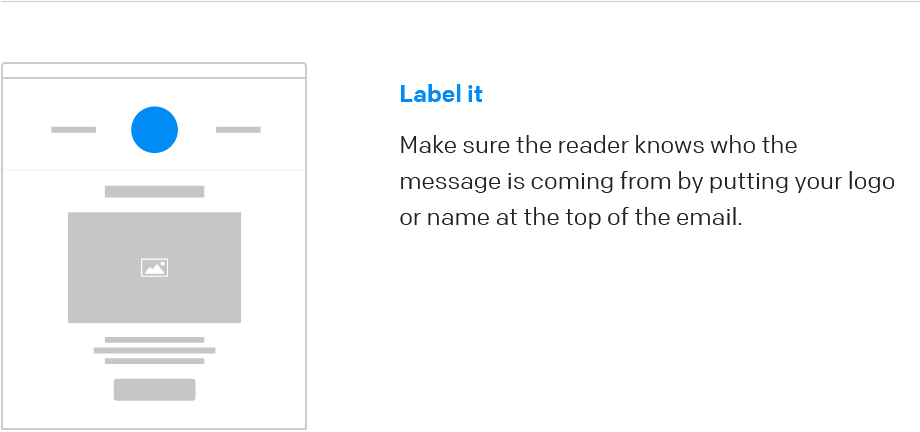 Label it
Make sure the reader knows who the
message is coming from by putting your logo
or name at the top of the email.